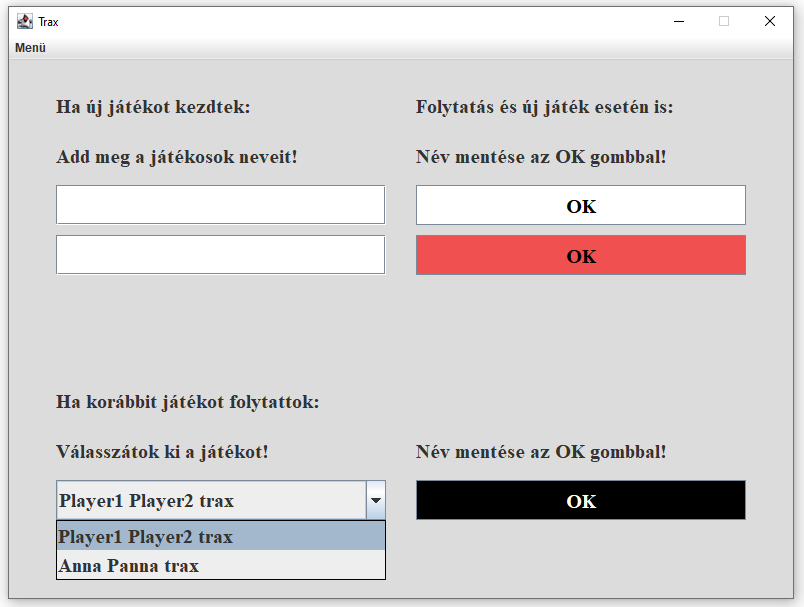 Trax
Menü
Ha új játékot kezdtek:
Folytatás és új játék esetén is:
Add meg a játékosok neveit!
Név mentése az OK gombbal!
OK
OK
Ha korábbit játékot folytattok:
Válasszátok ki a játékot!
Név mentése az OK gombbal!
Player1 Player2 trax
OK
Player1 Player2 trax
Anna Panna trax